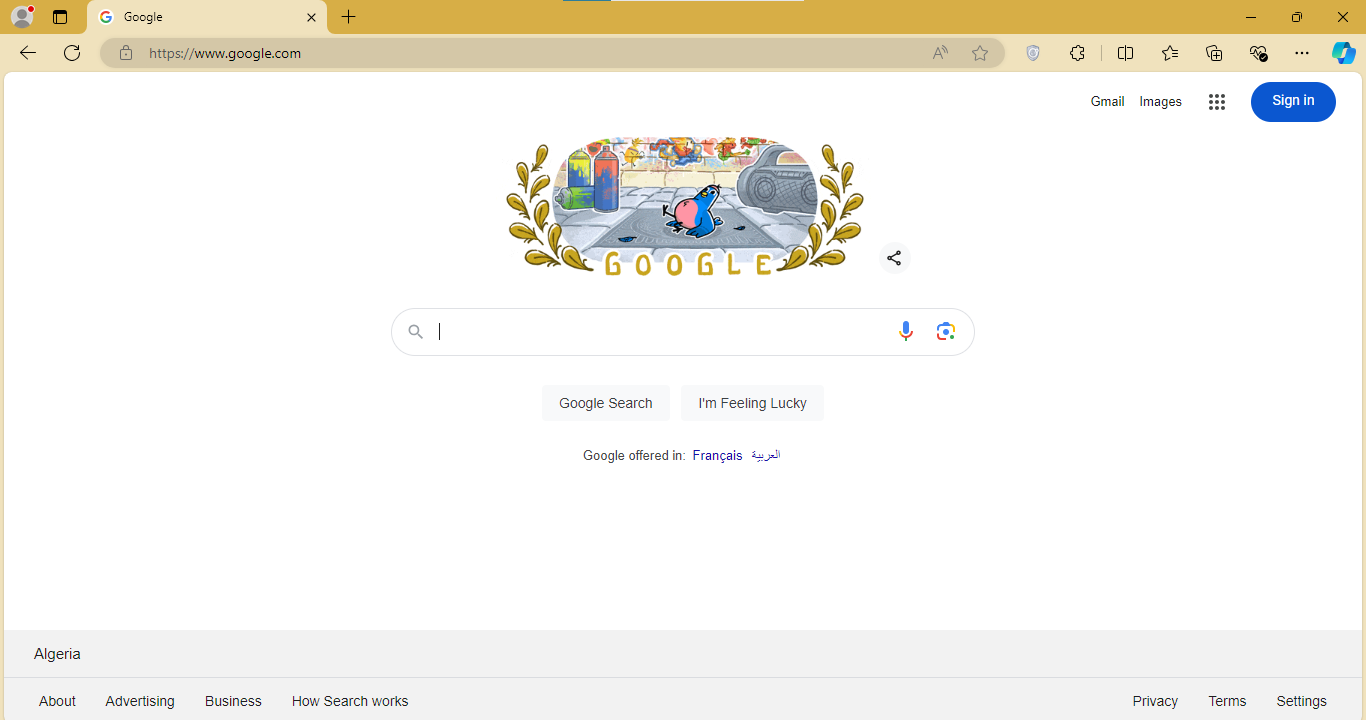 Google
https://www.google.com
Gmail Images Sign in
GOOGLE
Google Search I'm Feeling Lucky
Google offered in: Français العربية
Algeria
About Advertising Business How Search works Privacy Terms Settings